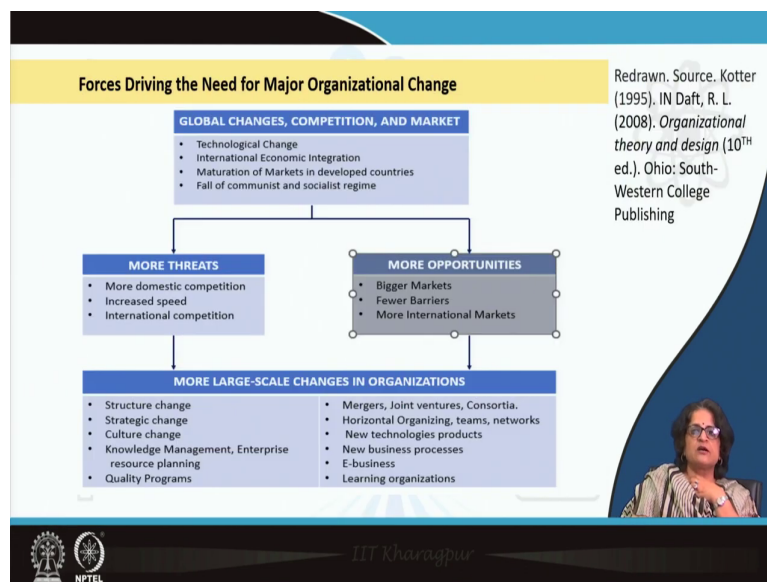 Forces Driving the Need for Major Organizational Change
GLOBAL CHANGES, COMPETITION, AND MARKET
• Technological Change
• International Economic Integration
• Maturation of Markets in developed countries
• Fall of communist and socialist regime
MORE THREATS
• More domestic competition
• Increased speed
• International competition
MORE OPPORTUNITIES
• Bigger Markets
• Fewer Barriers
• More International Markets
MORE LARGE-SCALE CHANGES IN ORGANIZATIONS
• Structure change
• Strategic change
• Culture change
• Knowledge Management, Enterprise
resource planning
• Quality Programs
• Mergers, Joint ventures, Consortia.
• Horizontal Organizing, teams, networks
• New technologies products
• New business processes
• E-business
• Learning organizations
Redrawn. Source. Kotter
(1995). IN Daft, R. L.
(2008). Organizational
theory and design (10TH
ed.). Ohio: South-
Western College
Publishing
IIT Kharagpur
NPTEL